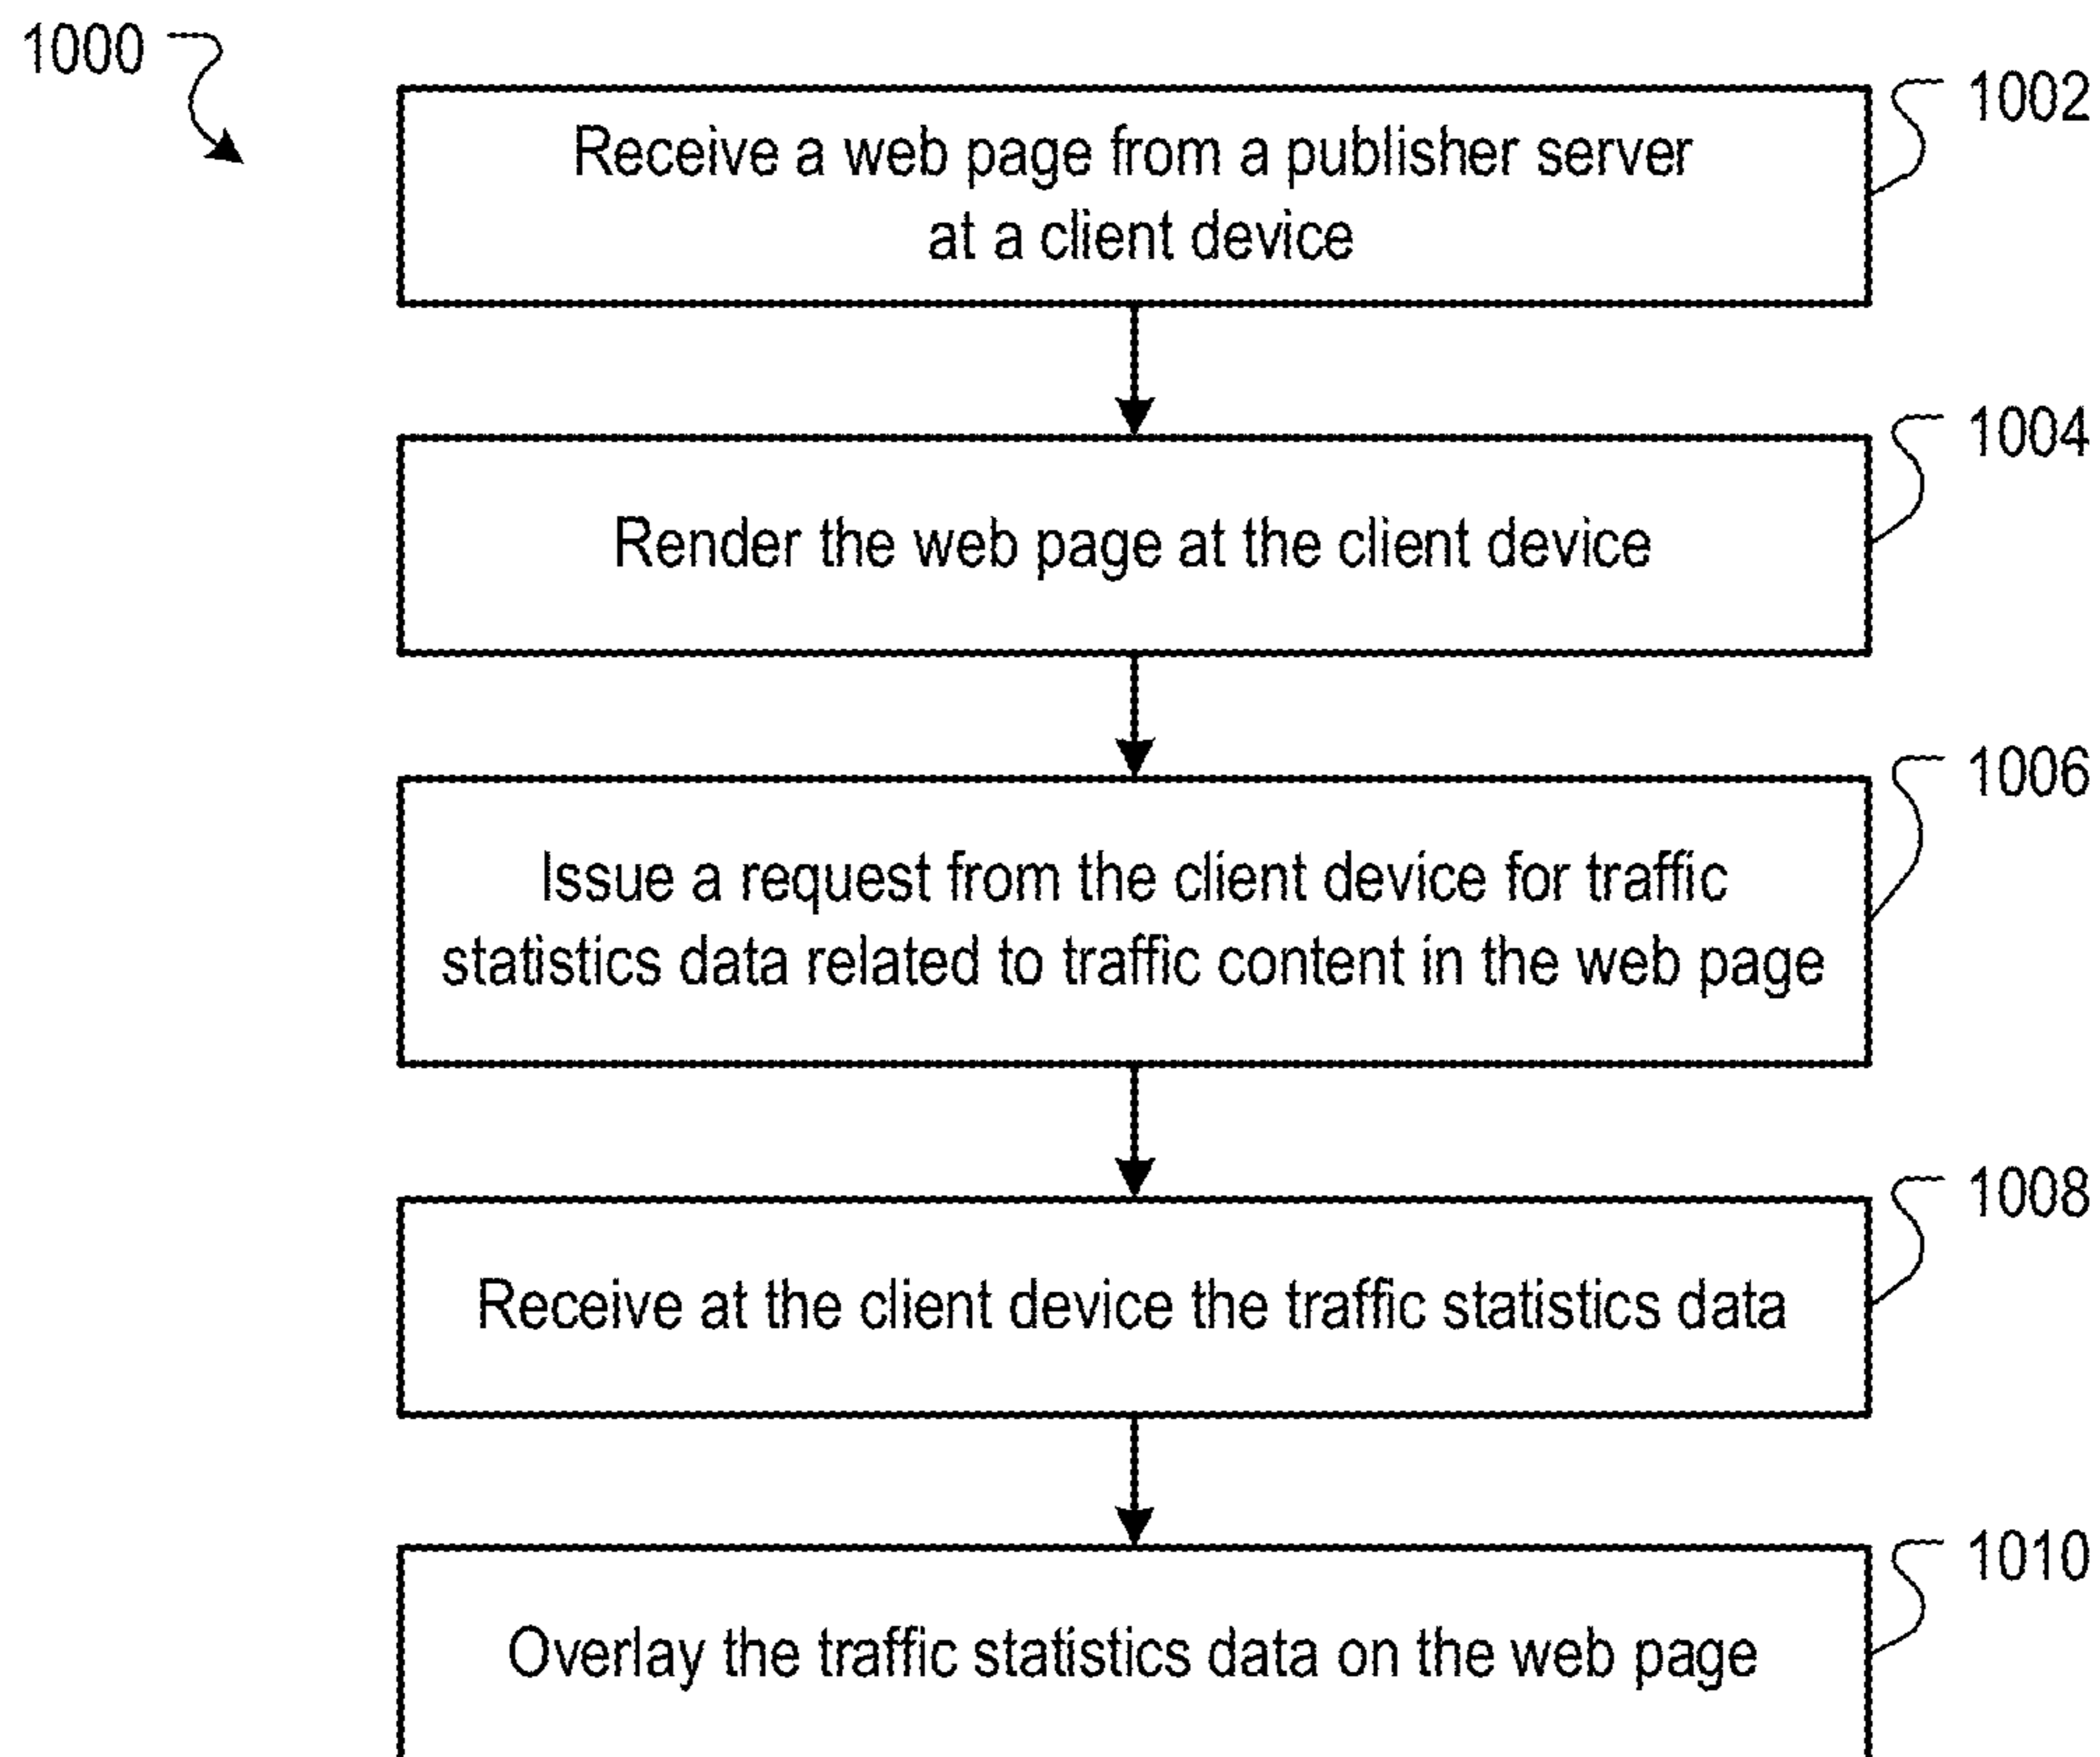 1000
1002
Receive a web page from a publisher server
at a client device
1004
Render the web page at the client device
1006
Issue a request from the client device for traffic
statistics data related to traffic content in the web page
1008
Receive at the client device the traffic statistics data
1010
Overlay the traffic statistics data on the web page